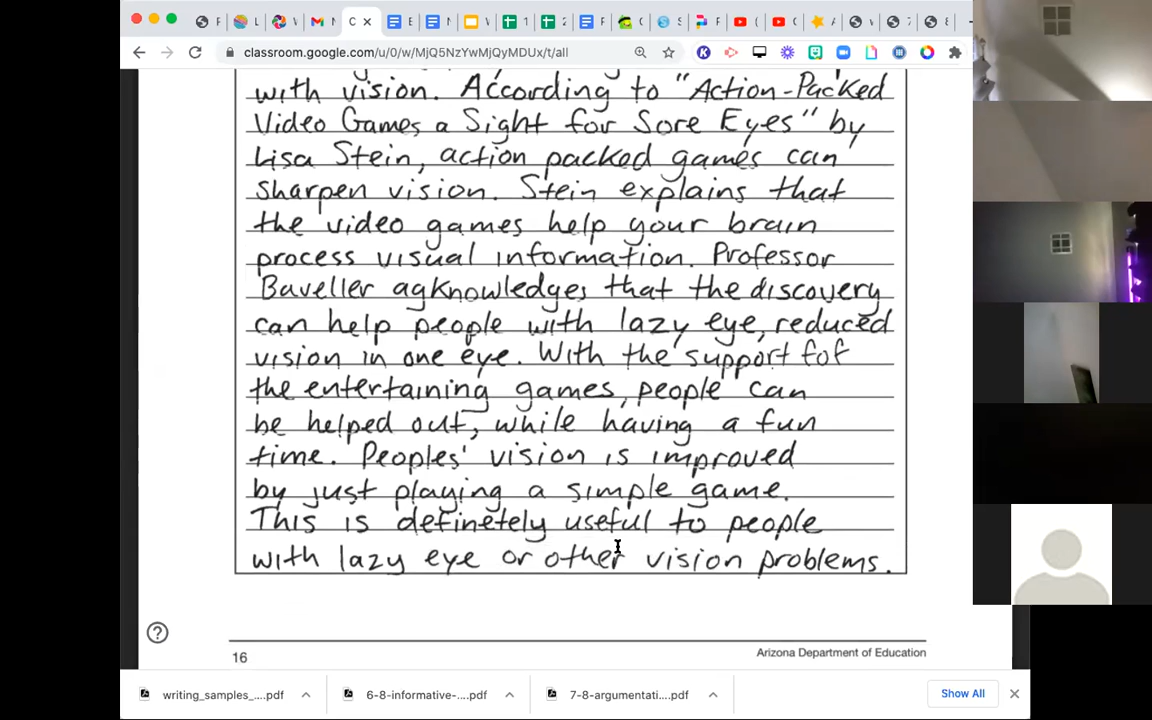 classroom.google.com/u/0/w/MjQ5NzYwMjQyMDUx/t/all
with vision. According to "Action-Packed
Video Games a Sight for Sore Eyes" by
Lisa Stein, action packed games can
sharpen vision. Stein explains that
the video games help your brain
process visual information. Professor
Baveller agknowledges that the discovery
can help people with lazy eye, reduced
vision in one eye. With the support fof
the entertaining games, people can
be helped out, while having a fun
time. Peoples' vision is improved
by just playing a simple game.
This is definetely useful to people
with lazy eye or other vision problems.
16
Arizona Department of Education
writing_samples_....pdf
6-8-informative-....pdf
7-8-argumentati....pdf
Show All